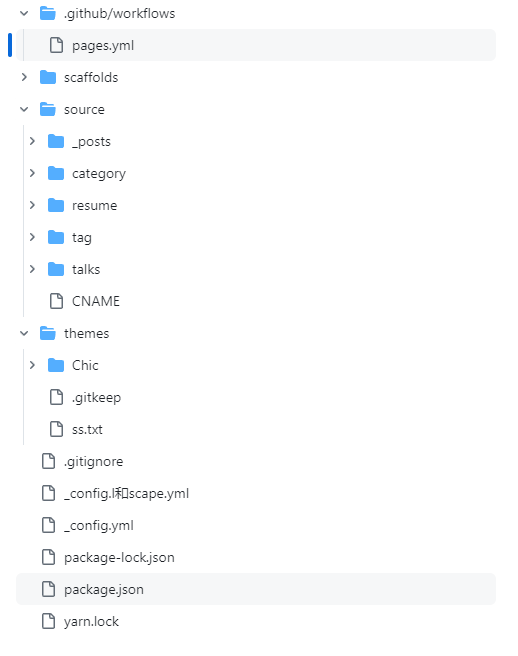 .github/workflows
pages.yml
scaffolds
source
_posts
category
resume
tag
talks
CNAME
themes
Chic
.gitkeep
ss.txt
.gitignore
_config.l和scape.yml
_config.yml
package-lock.json
package.json
yarn.lock